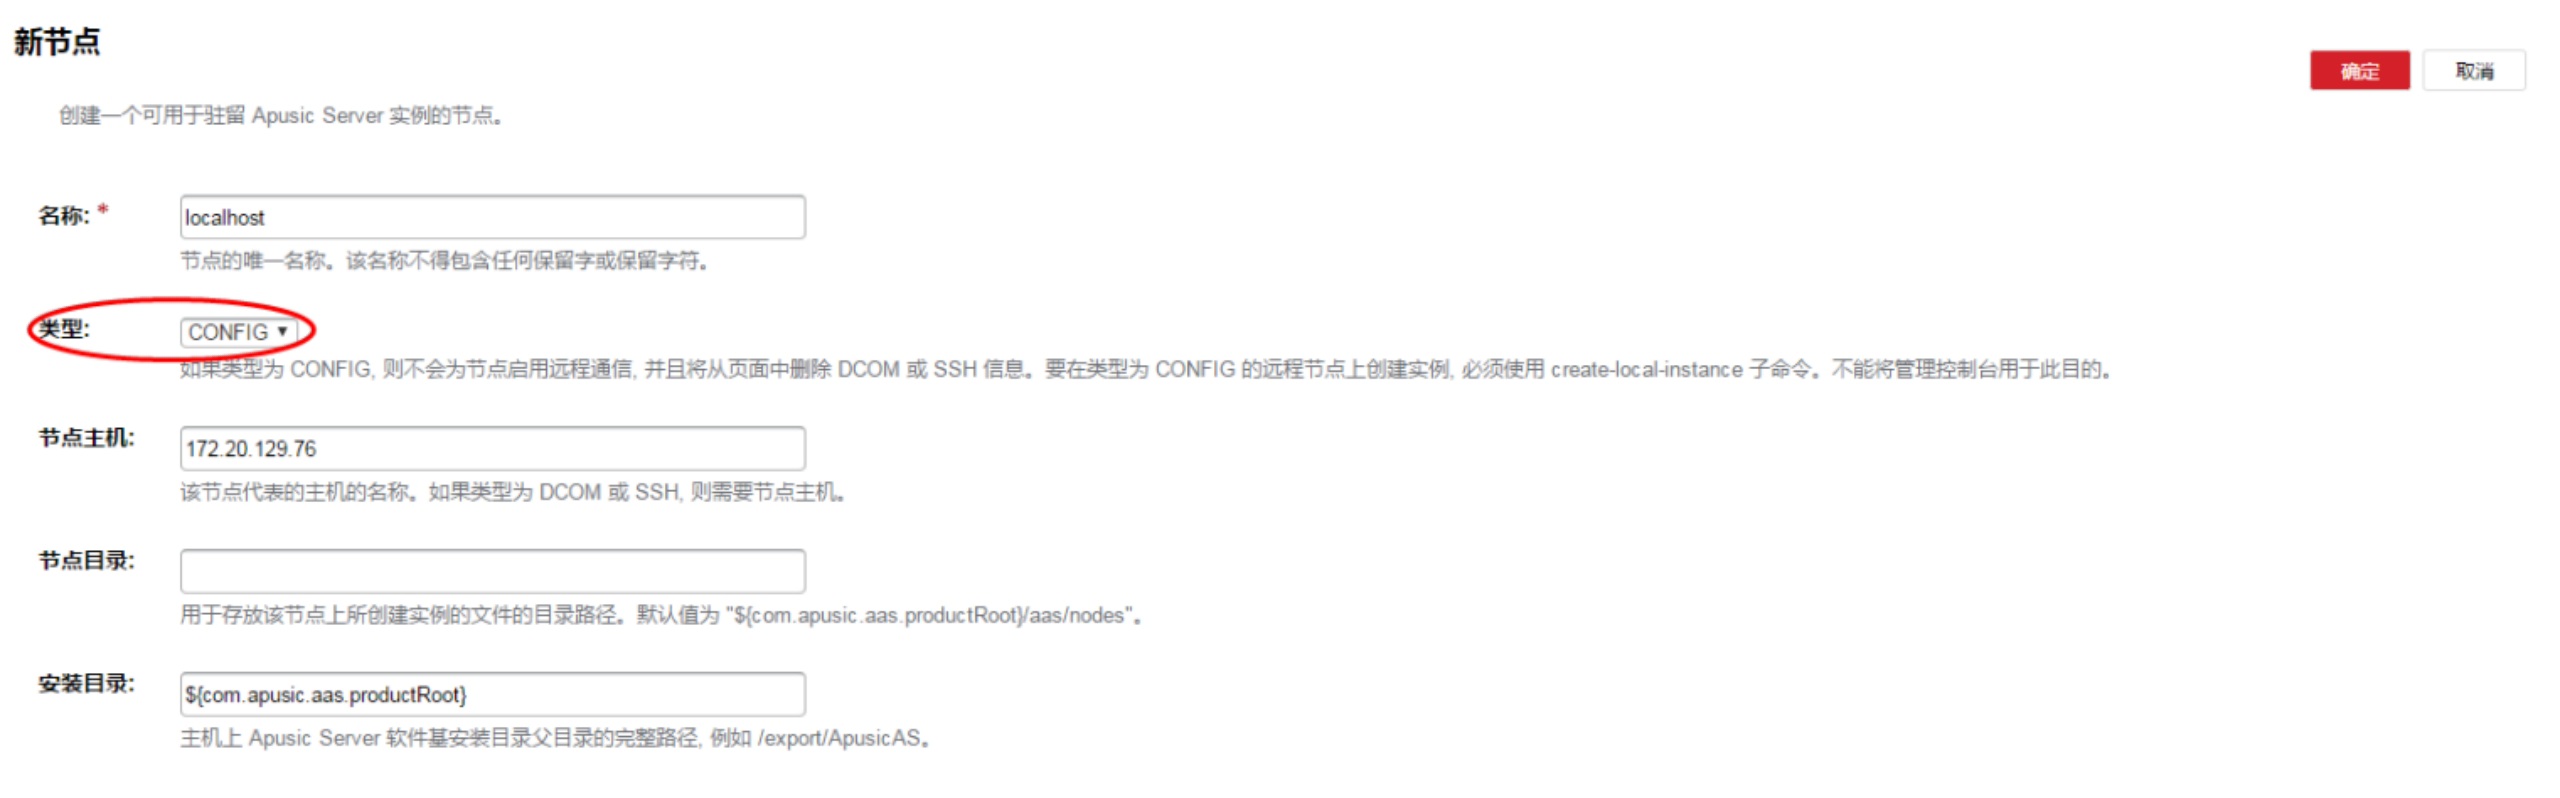 新节点
确定 取消
创建一个可用于驻留 Apusic Server 实例的节点。
名称: * localhost
节点的唯一名称。该名称不得包含任何保留字或保留字符。
类型: CONFIG ▼
如果类型为 CONFIG, 则不会为节点启用远程通信, 并且将从页面中删除 DCOM 或 SSH 信息。要在类型为 CONFIG 的远程节点上创建实例, 必须使用 create-local-instance 子命令。不能将管理控制台用于此目的。
节点主机: 172.20.129.76
该节点代表的主机的名称。如果类型为 DCOM 或 SSH, 则需要节点主机。
节点目录:
用于存放该节点上所创建实例的文件的目录路径。默认值为 "${com.apusic.aas.productRoot}/aas/nodes"。
安装目录: ${com.apusic.aas.productRoot}
主机上 Apusic Server 软件基安装目录父目录的完整路径, 例如 /export/ApusicAS。